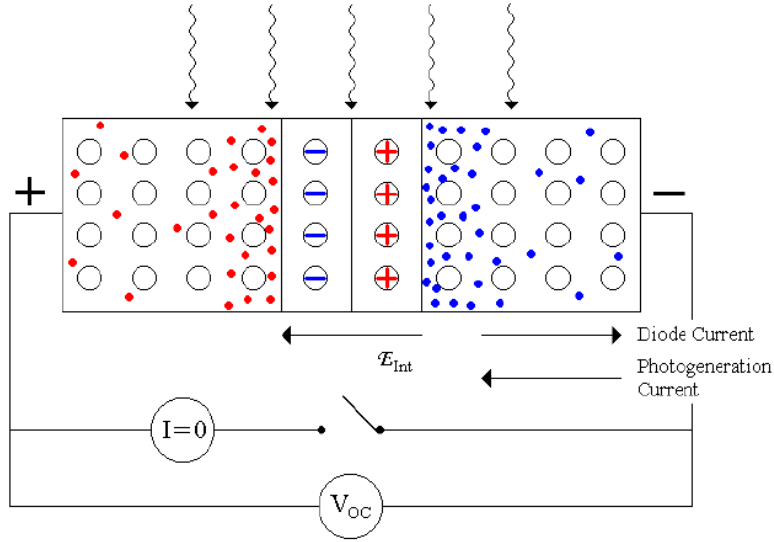 +
−
− +
− +
− +
− +
ℰInt
Diode Current
Photogeneration
Current
I=0
VOC